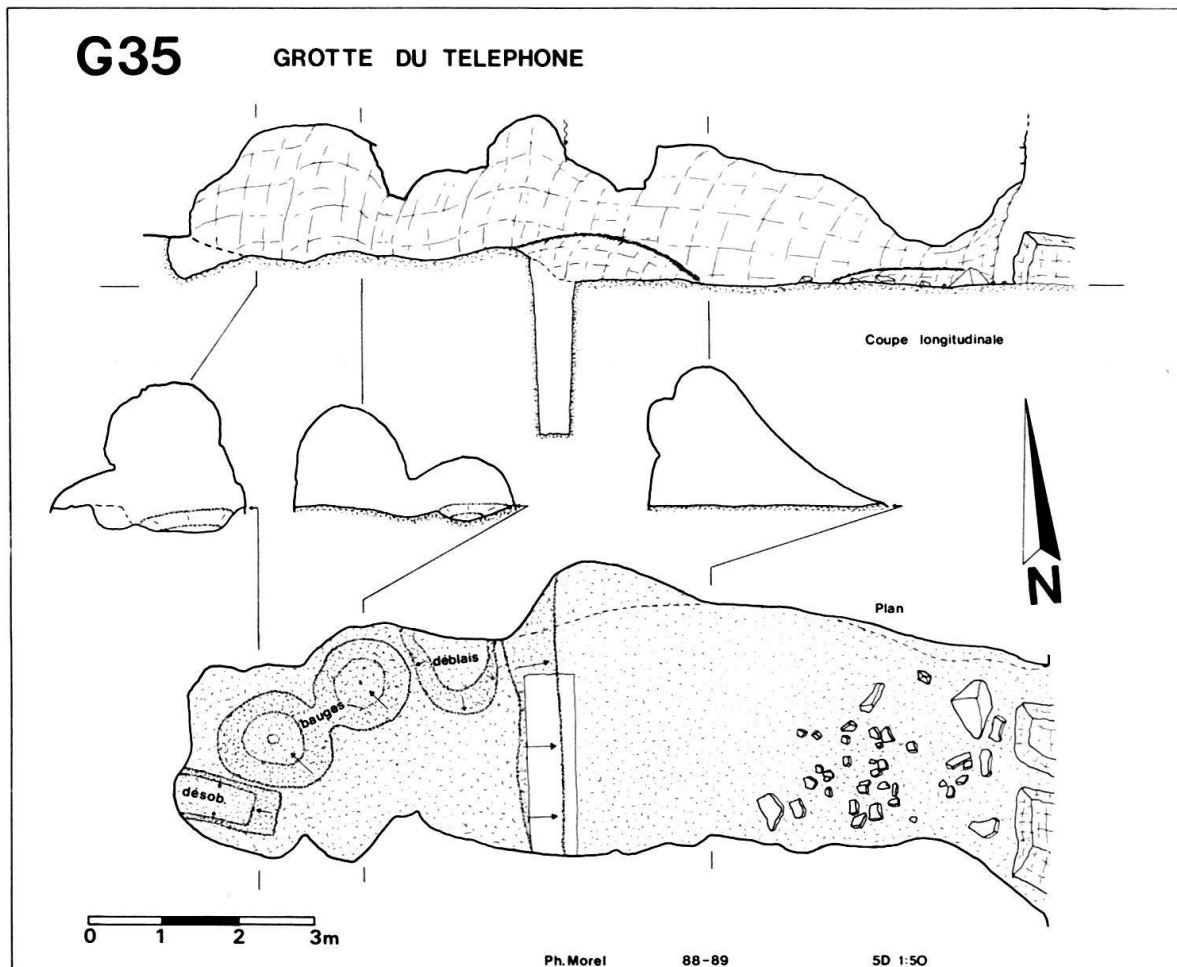 G35 GROTTE DU TELEPHONE
Coupe longitudinale
N
Plan
déblais
bauges
désob.
0 1 2 3m
Ph. Morel 88-89 5D 1:50